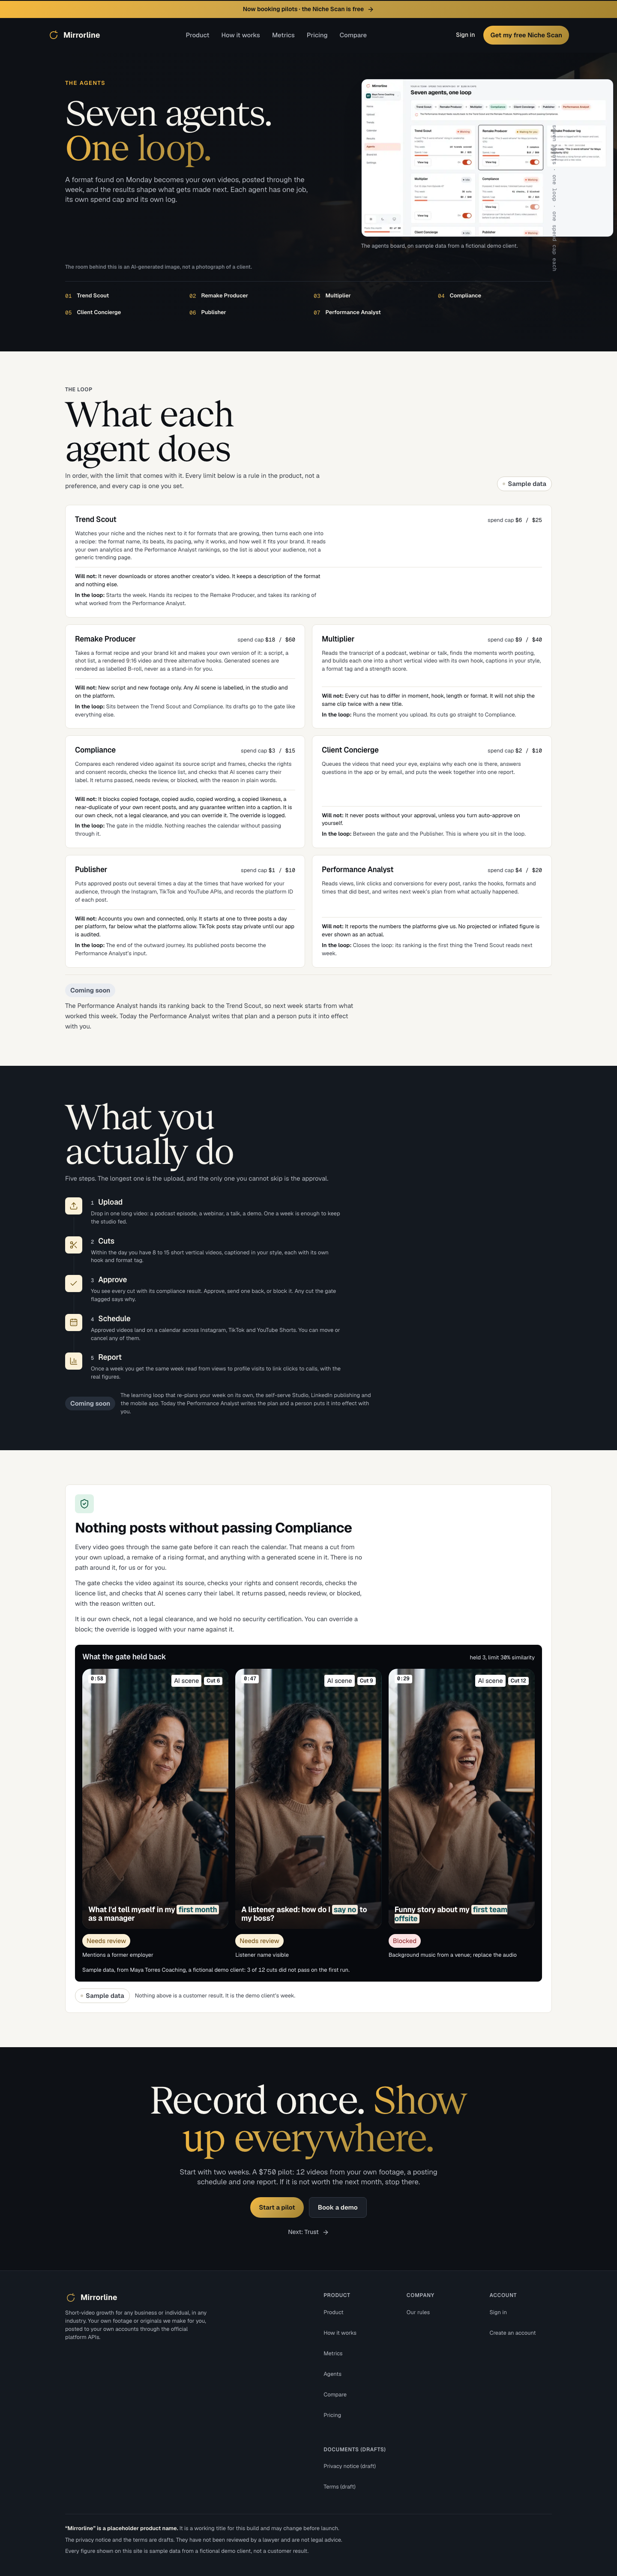 Now booking pilots · the Niche Scan is free →
Mirrorline
Product
How it works
Metrics
Pricing
Compare
Sign in
Get my free Niche Scan
THE AGENTS
Seven agents.
One loop.
A format found on Monday becomes your own videos, posted through the
week, and the results shape what gets made next. Each agent has one job,
its own spend cap and its own log.
Mirrorline
Seven agents, one loop
Trend Scout
Remake Producer
Multiplier
Compliance
Client Concierge
Publisher
Performance Analyst
The agents board, on sample data from a fictional demo client.
The room behind this is an AI-generated image, not a photograph of a client.
01 Trend Scout
02 Remake Producer
03 Multiplier
04 Compliance
05 Client Concierge
06 Publisher
07 Performance Analyst
THE LOOP
What each
agent does
In order, with the limit that comes with it. Every limit below is a rule in the product, not a
preference, and every cap is one you set.
Sample data
Trend Scout
spend cap $6 / $25
Watches your niche and the niches next to it for formats that are growing, then turns each one into
a recipe: the format name, its beats, its pacing, why it works, and how well it fits your brand. It reads
your own analytics and the Performance Analyst rankings, so the list is about your audience, not a
generic trending page.
Will not: It never downloads or stores another creator's video. It keeps a description of the format
and nothing else.
In the loop: Starts the week. Hands its recipes to the Remake Producer, and takes its ranking of
what worked from the Performance Analyst.
Remake Producer
spend cap $18 / $60
Takes a format recipe and your brand kit and makes your own version of it: a script, a
shot list, a rendered 9:16 video and three alternative hooks. Generated scenes are
rendered as labelled B-roll, never as a stand-in for you.
Will not: New script and new footage only. Any AI scene is labelled, in the studio and
on the platform.
In the loop: Sits between the Trend Scout and Compliance. Its drafts go to the gate like
everything else.
Multiplier
spend cap $9 / $40
Reads the transcript of a podcast, webinar or talk, finds the moments worth posting,
and builds each one into a short vertical video with its own hook, captions in your style,
a format tag and a strength score.
Will not: Every cut has to differ in moment, hook, length or format. It will not ship the
same clip twice with a new title.
In the loop: Runs the moment you upload. Its cuts go straight to Compliance.
Compliance
spend cap $3 / $15
Compares each rendered video against its source script and frames, checks the rights
and consent records, checks the licence list, and checks that AI scenes carry their
label. It returns passed, needs review, or blocked, with the reason in plain words.
Will not: It blocks copied footage, copied audio, copied wording, a copied likeness, a
near-duplicate of your own recent posts, and any guarantee written into a caption. It is
our own check, not a legal clearance, and you can override it. The override is logged.
In the loop: The gate in the middle. Nothing reaches the calendar without passing
through it.
Client Concierge
spend cap $2 / $10
Queues the videos that need your eye, explains why each one is there, answers
questions in the app or by email, and puts the week together into one report.
Will not: It never posts without your approval, unless you turn auto-approve on
yourself.
In the loop: Between the gate and the Publisher. This is where you sit in the loop.
Publisher
spend cap $1 / $10
Puts approved posts out several times a day at the times that have worked for your
audience, through the Instagram, TikTok and YouTube APIs, and records the platform ID
of each post.
Will not: Accounts you own and connected, only. It starts at one to three posts a day
per platform, far below what the platforms allow. TikTok posts stay private until our app
is audited.
In the loop: The end of the outward journey. Its published posts become the
Performance Analyst's input.
Performance Analyst
spend cap $4 / $20
Reads views, link clicks and conversions for every post, ranks the hooks, formats and
times that did best, and writes next week's plan from what actually happened.
Will not: It reports the numbers the platforms give us. No projected or inflated figure is
ever shown as an actual.
In the loop: Closes the loop: its ranking is the first thing the Trend Scout reads next
week.
Coming soon
The Performance Analyst hands its ranking back to the Trend Scout, so next week starts from what
worked this week. Today the Performance Analyst writes that plan and a person puts it into effect
with you.
What you
actually do
Five steps. The longest one is the upload, and the only one you cannot skip is the approval.
1 Upload
Drop in one long video: a podcast episode, a webinar, a talk, a demo. One a week is enough to keep
the studio fed.
2 Cuts
Within the day you have 8 to 15 short vertical videos, captioned in your style, each with its own
hook and format tag.
3 Approve
You see every cut with its compliance result. Approve, send one back, or block it. Any cut the gate
flagged says why.
4 Schedule
Approved videos land on a calendar across Instagram, TikTok and YouTube Shorts. You can move or
cancel any of them.
5 Report
Once a week you get the same week read from views to profile visits to link clicks to calls, with the
real figures.
Coming soon
The learning loop that re-plans your week on its own, the self-serve Studio, LinkedIn publishing and
the mobile app. Today the Performance Analyst writes the plan and a person puts it into effect with
you.
Nothing posts without passing Compliance
Every video goes through the same gate before it can reach the calendar. That means a cut from
your own upload, a remake of a rising format, and anything with a generated scene in it. There is no
path around it, for us or for you.
The gate checks the video against its source, checks your rights and consent records, checks the
licence list, and checks that AI scenes carry their label. It returns passed, needs review, or blocked,
with the reason written out.
It is our own check, not a legal clearance, and we hold no security certification. You can override a
block; the override is logged with your name against it.
What the gate held back
held 3, limit 30% similarity
0:58
AI scene
Cut 6
What I'd tell myself in my first month
as a manager
Needs review
Mentions a former employer
0:47
AI scene
Cut 9
A listener asked: how do I say no to
my boss?
Needs review
Listener name visible
0:29
AI scene
Cut 12
Funny story about my first team
offsite
Blocked
Background music from a venue; replace the audio
Sample data, from Maya Torres Coaching, a fictional demo client: 3 of 12 cuts did not pass on the first run.
Sample data
Nothing above is a customer result. It is the demo client's week.
Record once. Show
up everywhere.
Start with two weeks. A $750 pilot: 12 videos from your own footage, a posting
schedule and one report. If it is not worth the next month, stop there.
Start a pilot
Book a demo
Next: Trust →
Mirrorline
Short-video growth for any business or individual, in any
industry. Your own footage or originals we make for you,
posted to your own accounts through the official
platform APIs.
PRODUCT
Product
How it works
Metrics
Agents
Compare
Pricing
COMPANY
Our rules
ACCOUNT
Sign in
Create an account
DOCUMENTS (DRAFTS)
Privacy notice (draft)
Terms (draft)
"Mirrorline" is a placeholder product name. It is a working title for this build and may change before launch.
The privacy notice and the terms are drafts. They have not been reviewed by a lawyer and are not legal advice.
Every figure shown on this site is sample data from a fictional demo client, not a customer result.